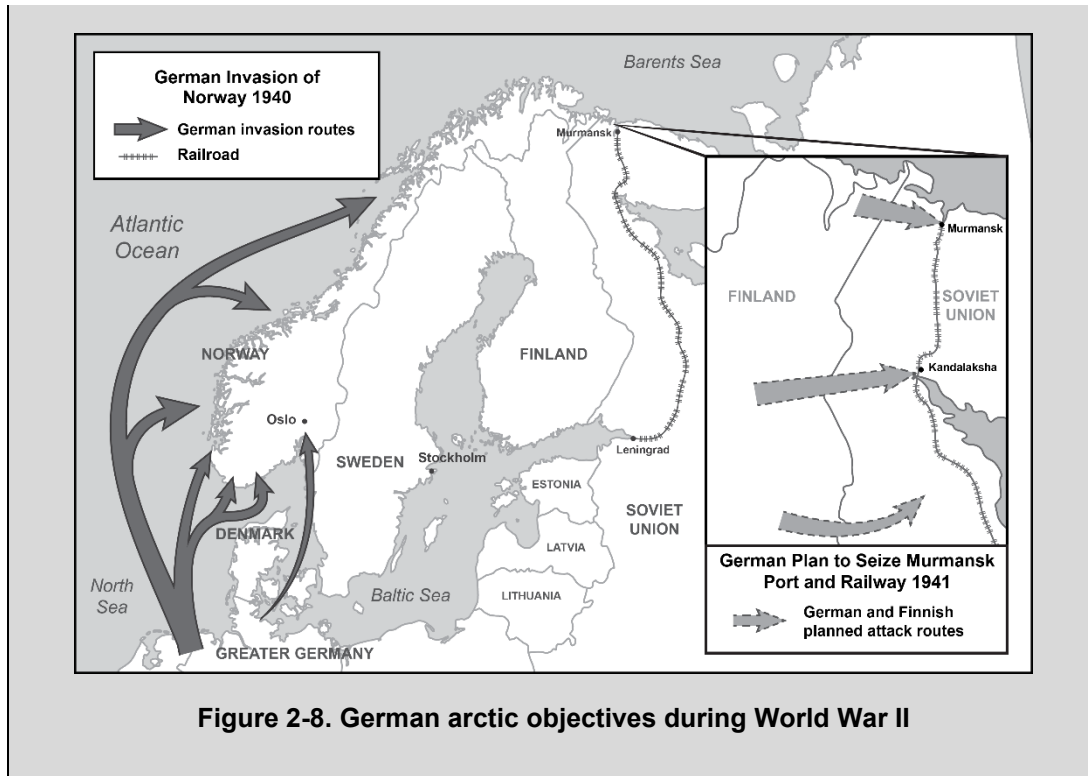 German Invasion of
Norway 1940
German invasion routes
Railroad
Barents Sea
Murmansk
Atlantic
Ocean
NORWAY
Oslo
SWEDEN
Stockholm
FINLAND
Leningrad
ESTONIA
SOVIET
UNION
LATVIA
LITHUANIA
DENMARK
North
Sea
Baltic Sea
GREATER GERMANY
Murmansk
FINLAND
SOVIET
UNION
Kandalaksha
German Plan to Seize Murmansk
Port and Railway 1941
German and Finnish
planned attack routes
Figure 2-8. German arctic objectives during World War II